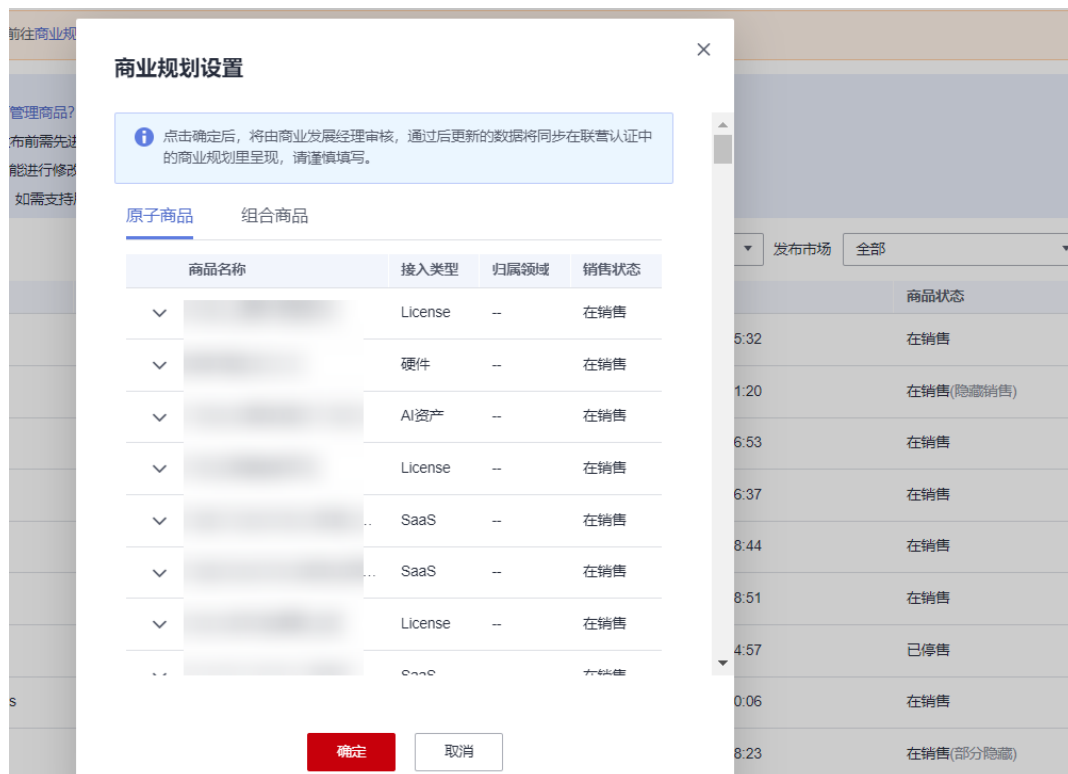 前往商业规
商业规划设置
管理商品?
布前需先进
能进行修改
如需支持
点击确定后，将由商业发展经理审核，通过后更新的数据将同步在联营认证中
的商业规划里呈现，请谨慎填写。
原子商品 组合商品
发布市场 全部
商品名称 接入类型 归属领域 销售状态
商品状态
License -- 在销售
5:32 在销售
硬件 -- 在销售
1:20 在销售(隐藏销售)
AI资产 -- 在销售
6:53 在销售
License -- 在销售
6:37 在销售
... SaaS -- 在销售
8:44 在销售
... SaaS -- 在销售
8:51 在销售
License -- 在销售
4:57 已停售
SaaS 在销售
s 0:06 在销售
确定 取消
8:23 在销售(部分隐藏)